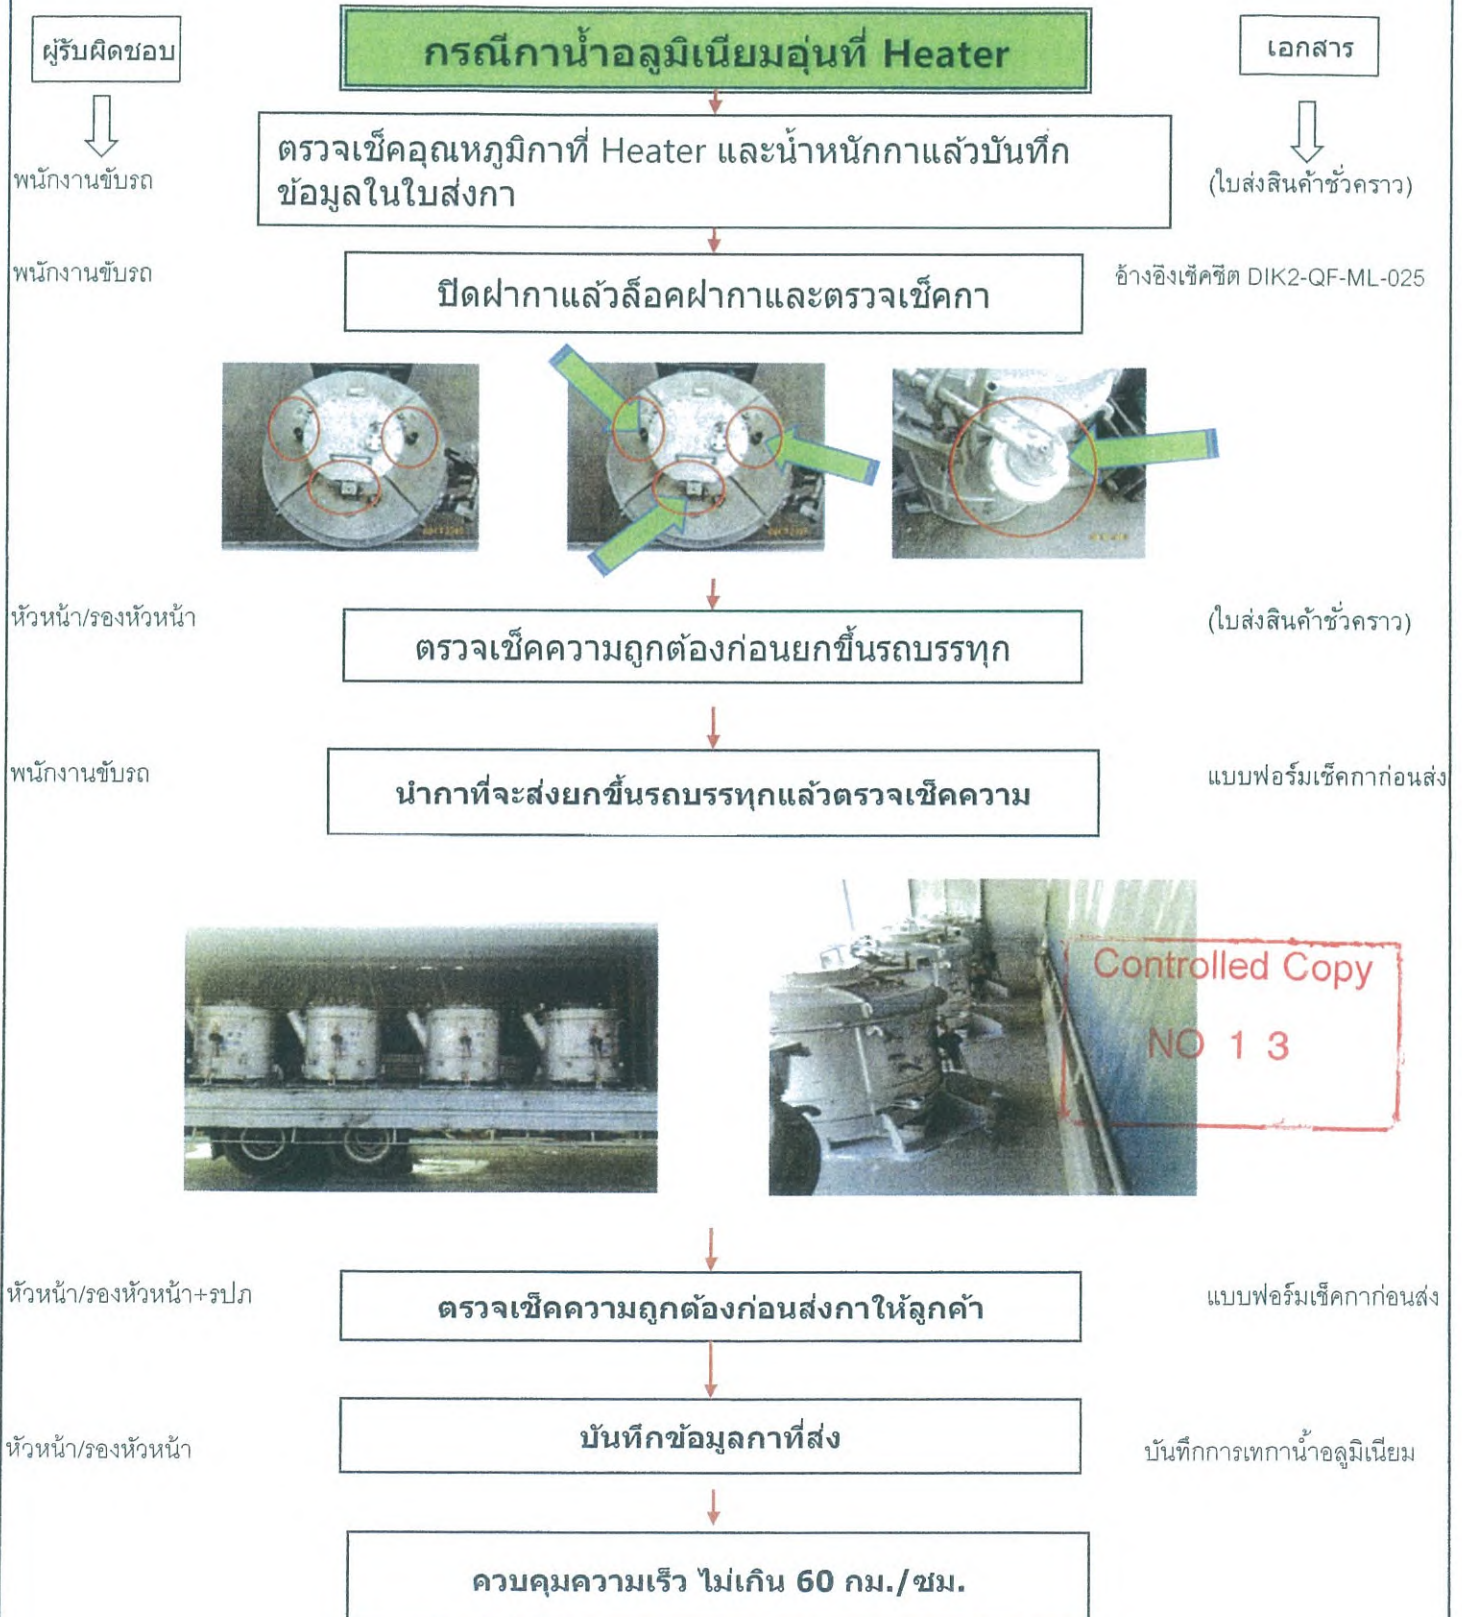 ผู้รับผิดชอบ
กรณีกาน้ำอลูมิเนียมอุ่นที่ Heater
เอกสาร
พนักงานขับรถ
ตรวจเช็คอุณหภูมิกาที่ Heater และน้ำหนักกาแล้วบันทึก
ข้อมูลในใบส่งกา
(ใบส่งสินค้าชั่วคราว)
พนักงานขับรถ
ปิดฝากาแล้วล็อคฝากาและตรวจเช็คกา
อ้างอิงเช็คชีต DIK2-QF-ML-025
หัวหน้า/รองหัวหน้า
ตรวจเช็คความถูกต้องก่อนยกขึ้นรถบรรทุก
(ใบส่งสินค้าชั่วคราว)
พนักงานขับรถ
นำกาที่จะส่งยกขึ้นรถบรรทุกแล้วตรวจเช็คความ
แบบฟอร์มเช็คกาก่อนส่ง
Controlled Copy
NO 1 3
หัวหน้า/รองหัวหน้า+รปภ
ตรวจเช็คความถูกต้องก่อนส่งกาให้ลูกค้า
แบบฟอร์มเช็คกาก่อนส่ง
หัวหน้า/รองหัวหน้า
บันทึกข้อมูลกาที่ส่ง
บันทึกการเทกาน้ำอลูมิเนียม
ควบคุมความเร็ว ไม่เกิน 60 กม./ชม.